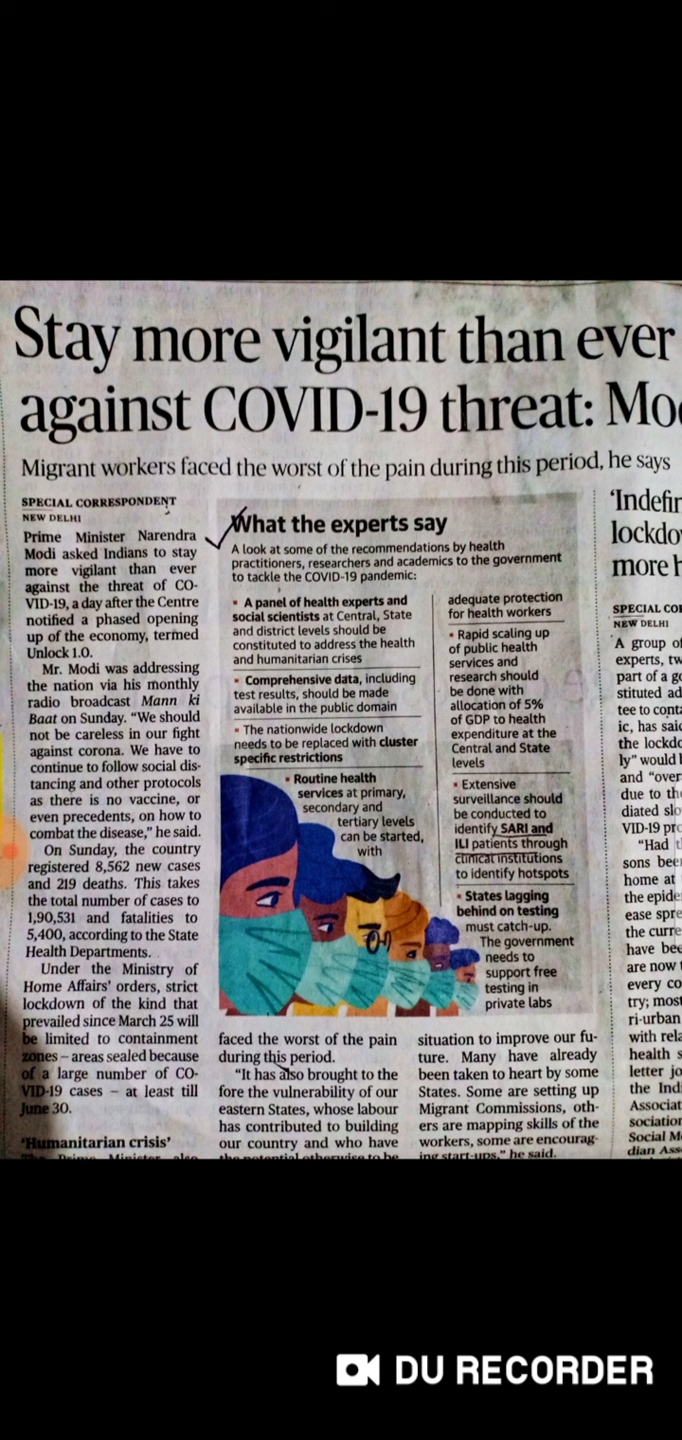 Stay more vigilant than ever
against COVID-19 threat:
Migrant workers faced the worst of the pain during this period, he says
SPECIAL CORRESPONDENT
NEW DELHI
Prime Minister Narendra
Modi asked Indians to stay
more vigilant than ever
against the threat of CO-
VID-19, a day after the Centre
notified a phased opening
up of the economy, termed
Unlock 1.0.
Mr. Modi was addressing
the nation via his monthly
radio broadcast Mann ki
Baat on Sunday. “We should
not be careless in our fight
against corona. We have to
continue to follow social dis-
tancing and other protocols
as there is no vaccine, or
even precedents, on how to
combat the disease,” he said.
On Sunday, the country
registered 8,562 new cases
and 219 deaths. This takes
the total number of cases to
1,90,531 and fatalities to
5,400, according to the State
Health Departments.
Under the Ministry of
Home Affairs’ orders, strict
lockdown of the kind that
prevailed since March 25 will
be limited to containment
zones – areas sealed because
of a large number of CO-
VID-19 cases – at least till
June 30.
‘Humanitarian crisis’
The Prime Minister also
What the experts say
A look at some of the recommendations by health
practitioners, researchers and academics to the government
to tackle the COVID-19 pandemic:
▪ A panel of health experts and
social scientists at Central, State
and district levels should be
constituted to address the health
and humanitarian crises
▪ Comprehensive data, including
test results, should be made
available in the public domain
▪ The nationwide lockdown
needs to be replaced with cluster
specific restrictions
▪ Routine health
services at primary,
secondary and
tertiary levels
can be started,
with
adequate protection
for health workers
▪ Rapid scaling up
of public health
services and
research should
be done with
allocation of 5%
of GDP to health
expenditure at the
Central and State
levels
▪ Extensive
surveillance should
be conducted to
identify SARI and
ILI patients through
clinical institutions
to identify hotspots
▪ States lagging
behind on testing
must catch-up.
The government
needs to
support free
testing in
private labs
faced the worst of the pain
during this period.
“It has also brought to the
fore the vulnerability of our
eastern States, whose labour
has contributed to building
our country and who have
the potential otherwise to be
situation to improve our fu-
ture. Many have already
been taken to heart by some
States. Some are setting up
Migrant Commissions, oth-
ers are mapping skills of the
workers, some are encourag-
ing start-ups,” he said.
‘Indefin
lockdo
more h
SPECIAL CO
NEW DELHI
A group of
experts, tw
part of a go
stituted ad
tee to conta
ic, has said
the lockdo
ly” would b
and “over
due to the
diated slo
VID-19 pro
“Had t
sons bee
home at
the epide
ease spre
the curre
have bee
are now
every co
try; most
ri-urban
with rela
health s
letter jo
the Indi
Associat
sociation
Social Me
dian Ass
DU RECORDER